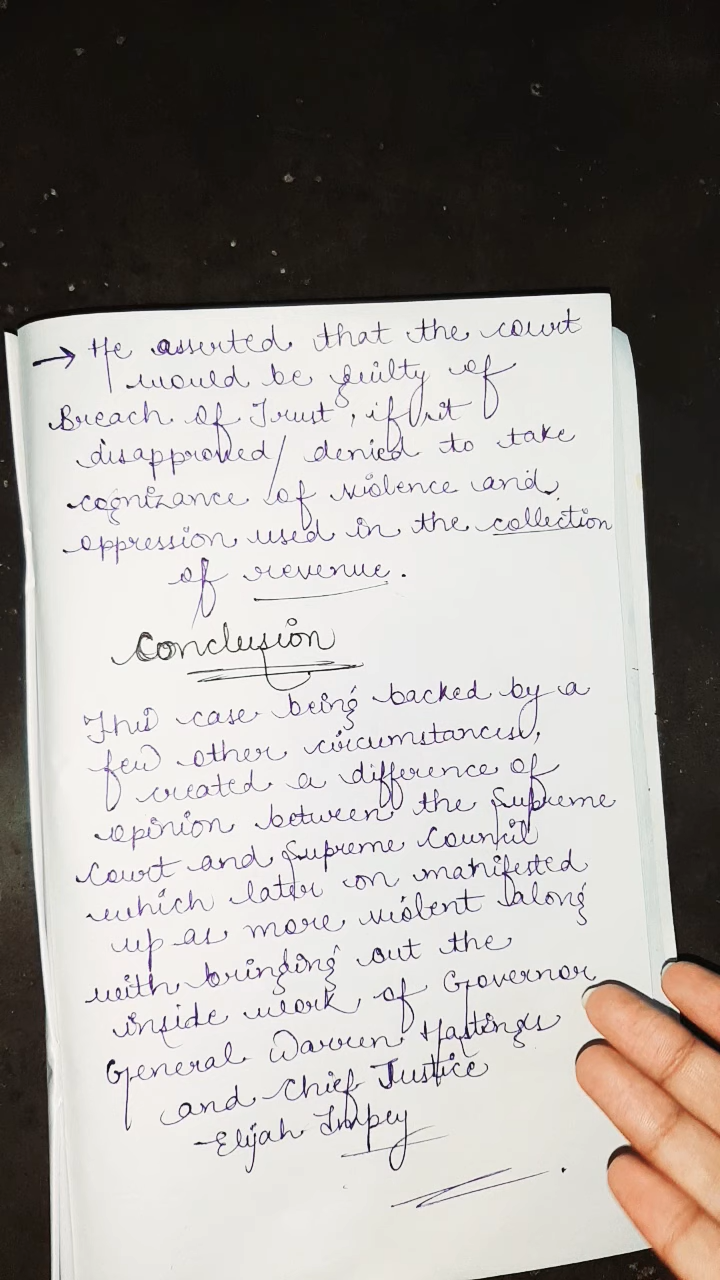 → He asserted that the court
would be guilty of
Breach of Trust, if it
disapproved/ denied to take
cognizance of violence and
oppression used in the collection
of revenue.
Conclusion
This case being backed by a
few other circumstances,
created a difference of
opinion between the Supreme
Court and Supreme Council
which later on manifested
up as more violent along
with bringing out the
inside work of Governor
General Warren Hastings
and Chief Justice
Elijah Impey